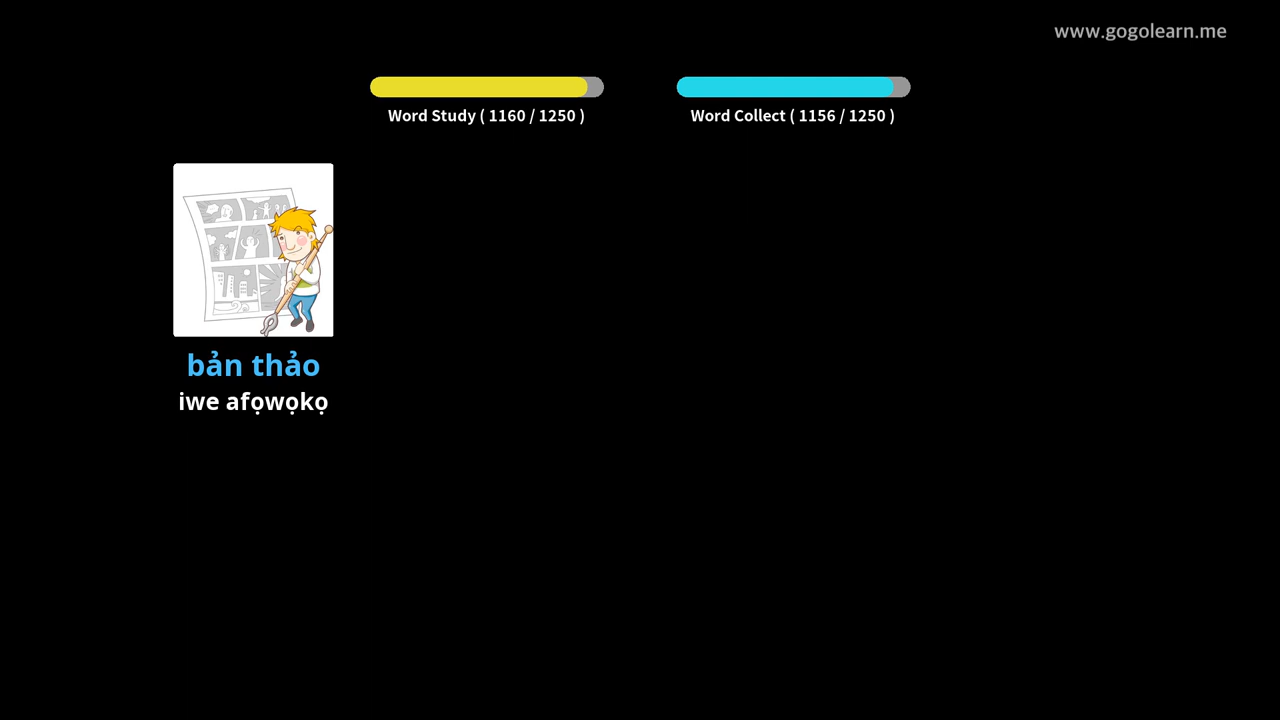 www.gogolearn.me
Word Study ( 1160 / 1250 )
Word Collect ( 1156 / 1250 )
bản thảo
iwe afọwọkọ